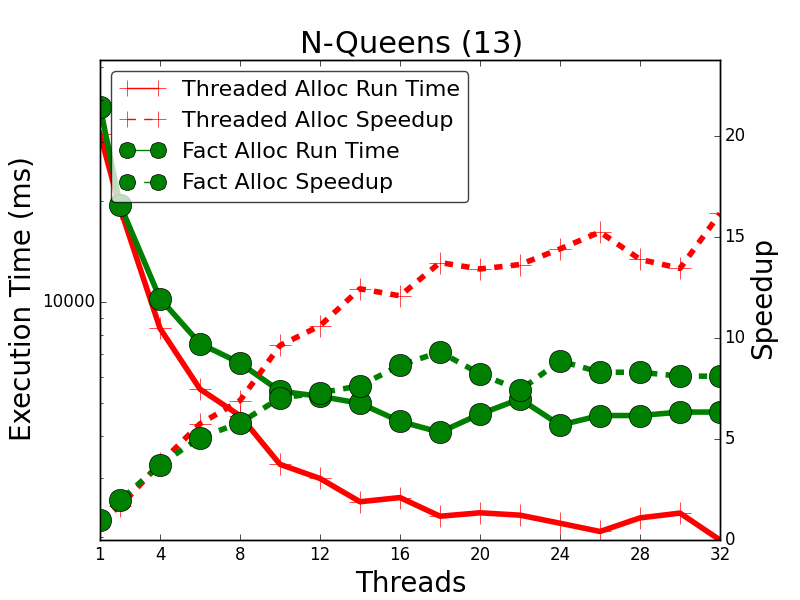 N-Queens (13)
Threaded Alloc Run Time
Threaded Alloc Speedup
Fact Alloc Run Time
Fact Alloc Speedup
Execution Time (ms)
10000
20
15
10
5
0
Speedup
1 4 8 12 16 20 24 28 32
Threads